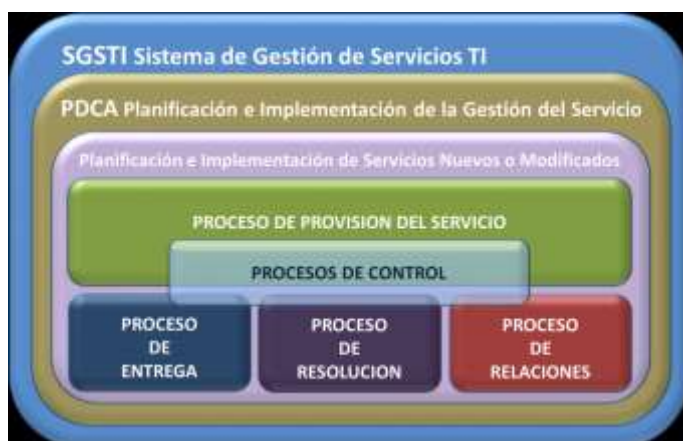 SGSTI Sistema de Gestión de Servicios TI
PDCA Planificación e Implementación de la Gestión del Servicio
Planificación e Implementación de Servicios Nuevos o Modificados
PROCESO DE PROVISION DEL SERVICIO
PROCESOS DE CONTROL
PROCESO
DE
ENTREGA
PROCESO
DE
RESOLUCION
PROCESO
DE
RELACIONES